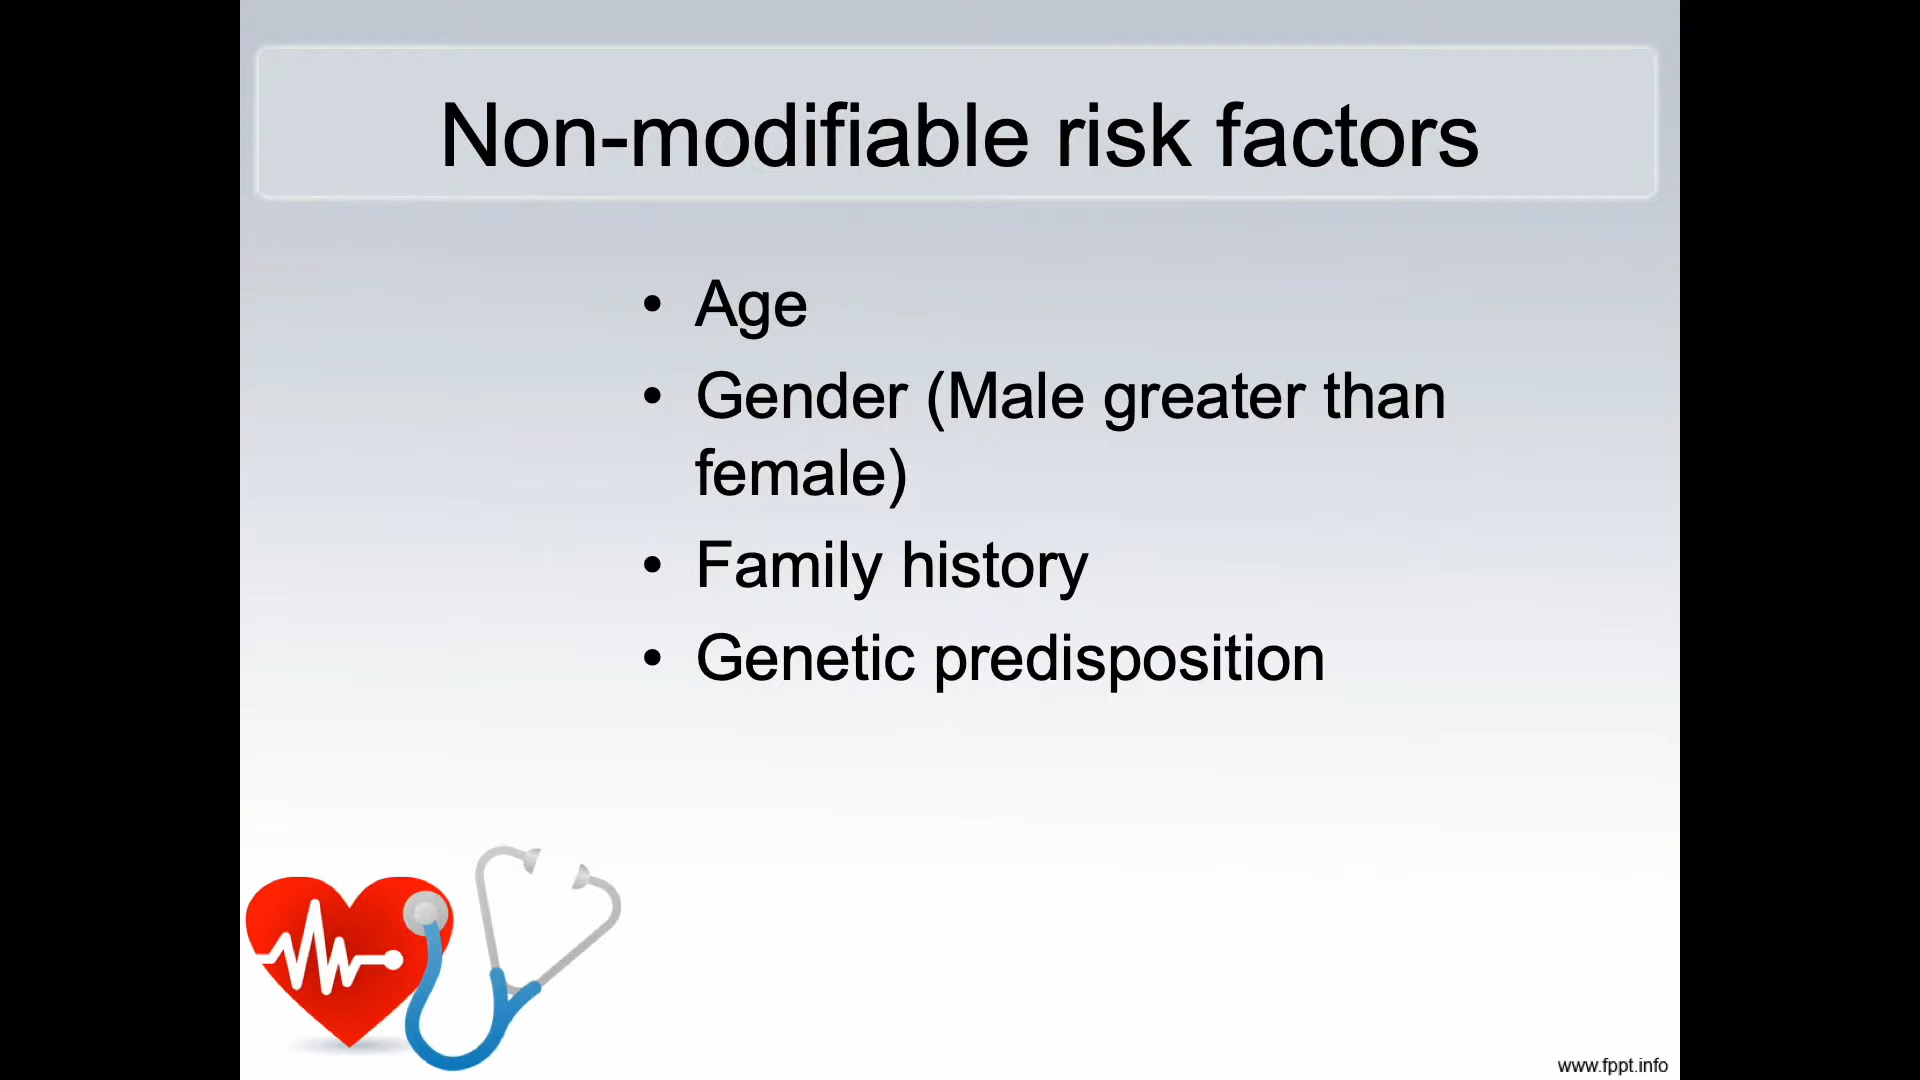 Non-modifiable risk factors
• Age
• Gender (Male greater than
female)
• Family history
• Genetic predisposition
www.fppt.info